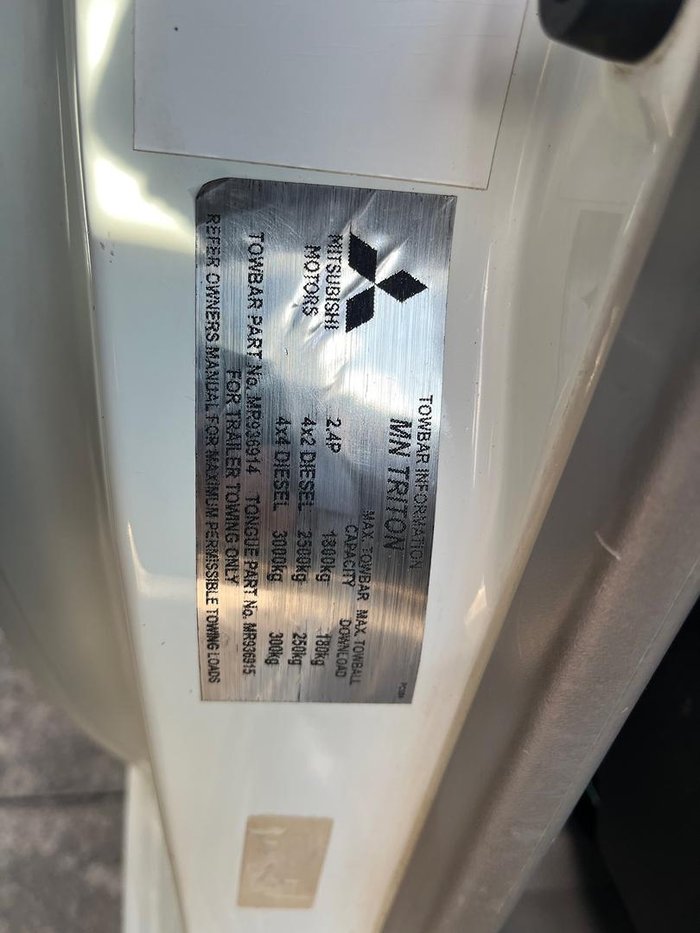 TOWBAR INFORMATION
MN TRITON
MITSUBISHI
MOTORS
MAX. TOWBAR CAPACITY MAX. TOWBALL DOWNLOAD
2.4P 1800kg 180kg
4x2 DIESEL 2500kg 250kg
4x4 DIESEL 3000kg 300kg
TOWBAR PART No. MR936914 TONGUE PART No. MR936915
FOR TRAILER TOWING ONLY
REFER OWNERS MANUAL FOR MAXIMUM PERMISSIBLE TOWING LOADS